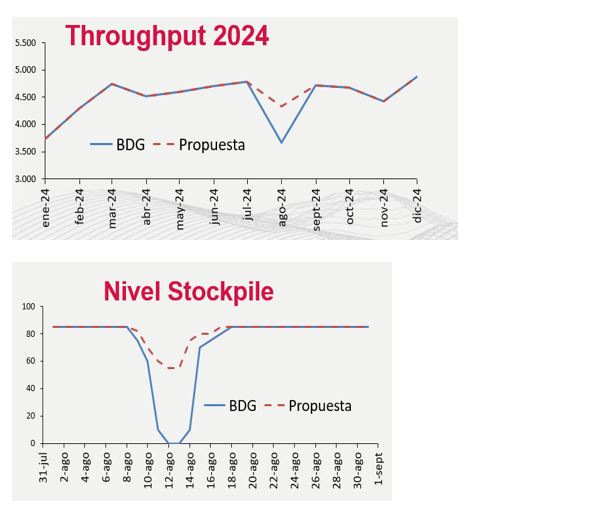 Throughput 2024
5.500
5.000
4.500
4.000
3.500
3.000
BDG Propuesta
ene-24 feb-24 mar-24 abr-24 may-24 jun-24 jul-24 ago-24 sept-24 oct-24 nov-24 dic-24
Nivel Stockpile
100
80
60
40
20
0
BDG Propuesta
31-jul 2-ago 4-ago 6-ago 8-ago 10-ago 12-ago 14-ago 16-ago 18-ago 20-ago 22-ago 24-ago 26-ago 28-ago 30-ago 1-sept